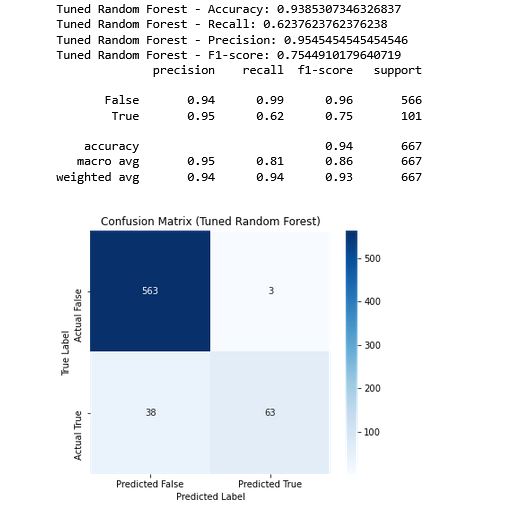 Tuned Random Forest - Accuracy: 0.9385307346326837
Tuned Random Forest - Recall: 0.6237623762376238
Tuned Random Forest - Precision: 0.9545454545454546
Tuned Random Forest - F1-score: 0.7544910179640719
precision recall f1-score support
False 0.94 0.99 0.96 566
True 0.95 0.62 0.75 101
accuracy 0.94 667
macro avg 0.95 0.81 0.86 667
weighted avg 0.94 0.94 0.93 667
Confusion Matrix (Tuned Random Forest)
True Label
Actual False
563 3
Actual True
38 63
Predicted False Predicted True
Predicted Label
500
400
300
200
100